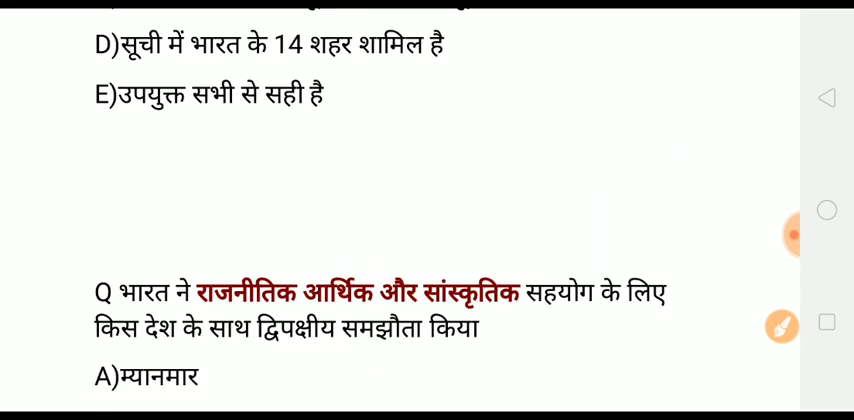 D)सूची में भारत के 14 शहर शामिल है
E)उपयुक्त सभी से सही है
Q भारत ने राजनीतिक आर्थिक और सांस्कृतिक सहयोग के लिए
किस देश के साथ द्विपक्षीय समझौता किया
A)म्यानमार